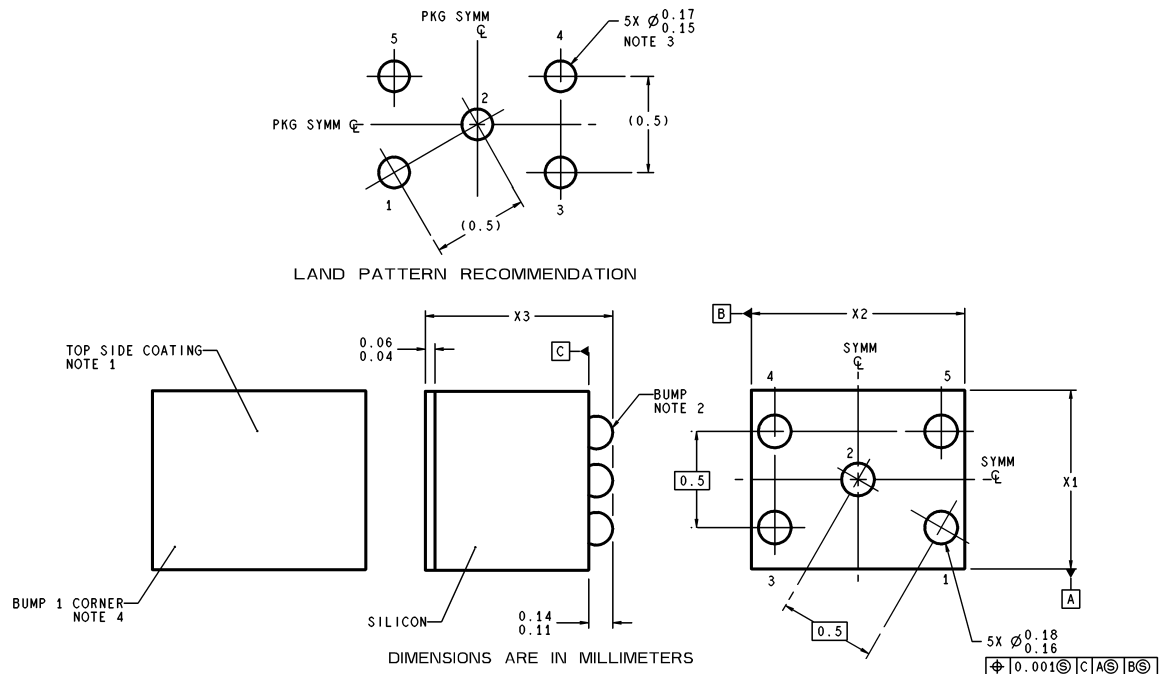 PKG SYMM
℄
5
4
5X Ø 0.17
0.15
NOTE 3
2
PKG SYMM ℄
(0.5)
1
3
(0.5)
LAND PATTERN RECOMMENDATION
TOP SIDE COATING
NOTE 1
BUMP 1 CORNER
NOTE 4
X3
0.06
0.04
C
BUMP
NOTE 2
SILICON
0.14
0.11
B
X2
SYMM
℄
4
5
2
SYMM
℄
0.5
X1
3
1
A
0.5
5X Ø 0.18
0.16
⌖ 0.001Ⓢ C AⓈ BⓈ
DIMENSIONS ARE IN MILLIMETERS